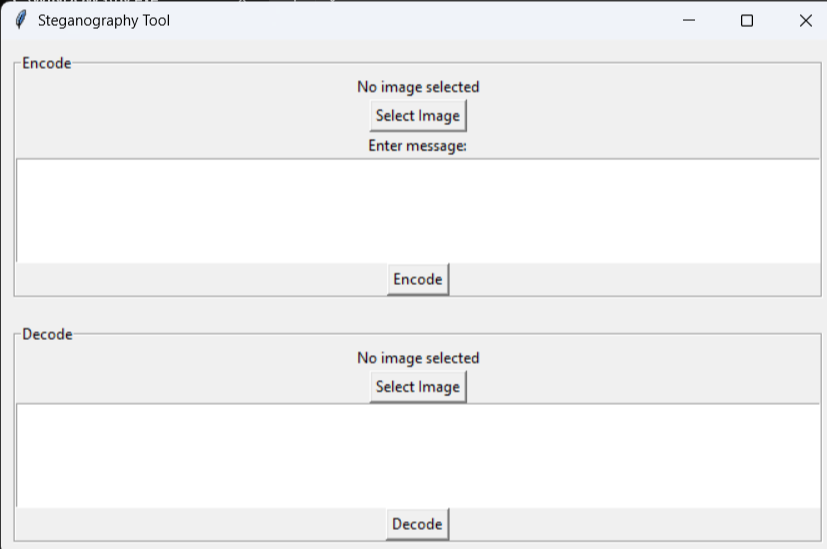 Steganography Tool
Encode
No image selected
Select Image
Enter message:
Encode
Decode
No image selected
Select Image
Decode